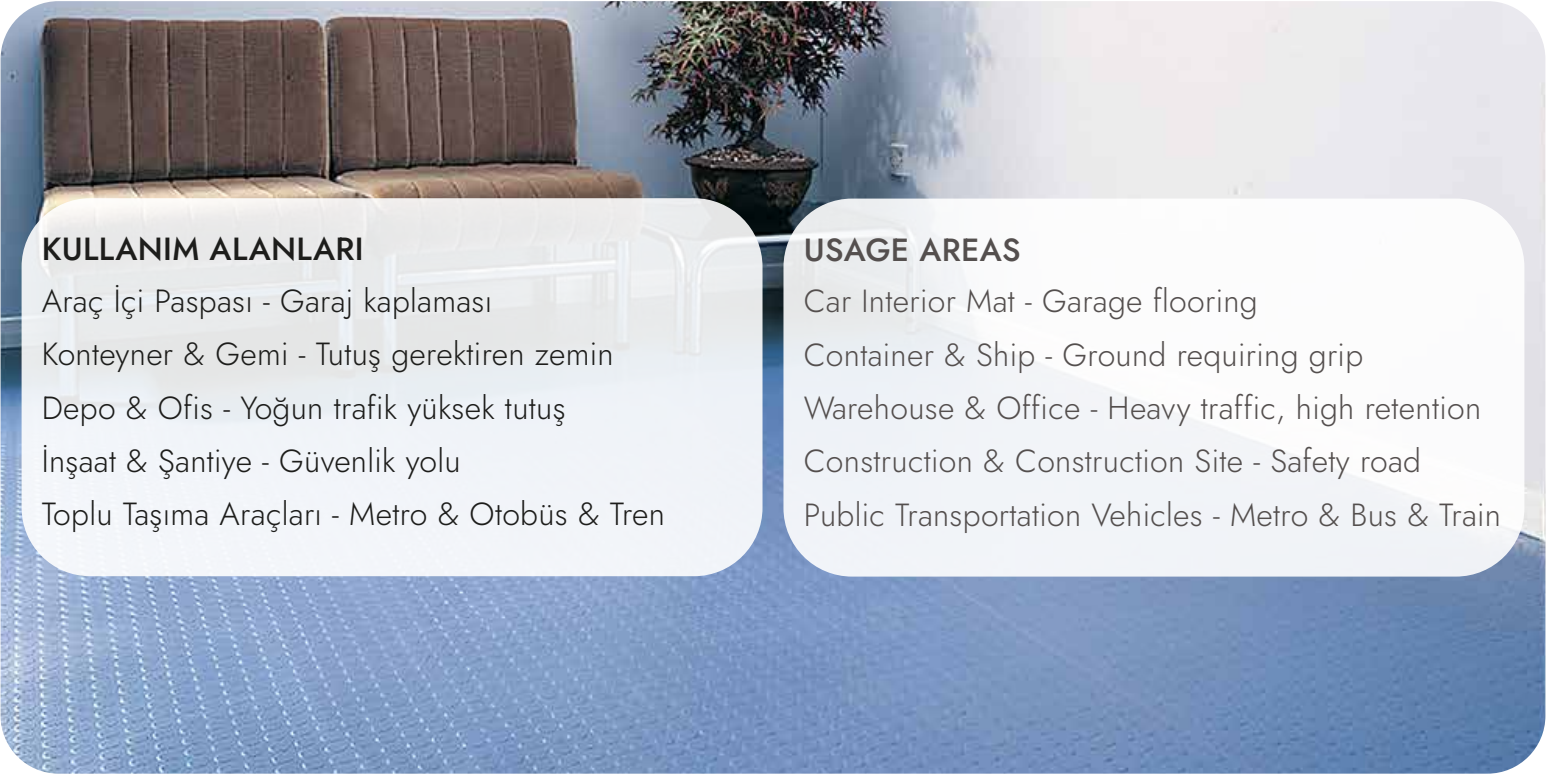 KULLANIM ALANLARI
Araç İçi Paspası - Garaj kaplaması
Konteyner & Gemi - Tutuş gerektiren zemin
Depo & Ofis - Yoğun trafik yüksek tutuş
İnşaat & Şantiye - Güvenlik yolu
Toplu Taşıma Araçları - Metro & Otobüs & Tren
USAGE AREAS
Car Interior Mat - Garage flooring
Container & Ship - Ground requiring grip
Warehouse & Office - Heavy traffic, high retention
Construction & Construction Site - Safety road
Public Transportation Vehicles - Metro & Bus & Train